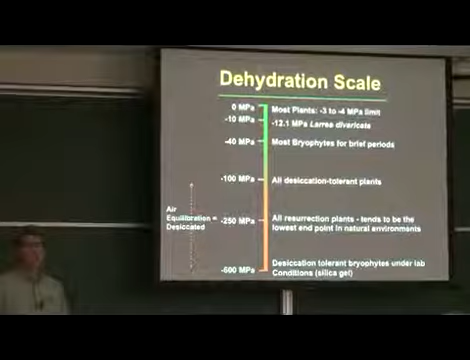 Dehydration Scale
0 MPa Most Plants: -3 to -4 MPa limit
-10 MPa -12.1 MPa Larrea divaricata
-40 MPa Most Bryophytes for brief periods
-100 MPa All desiccation-tolerant plants
Air
Equilibration =
Desiccated
-250 MPa All resurrection plants - tends to be the
lowest end point in natural environments
-600 MPa Desiccation tolerant bryophytes under lab
Conditions (silica gel)